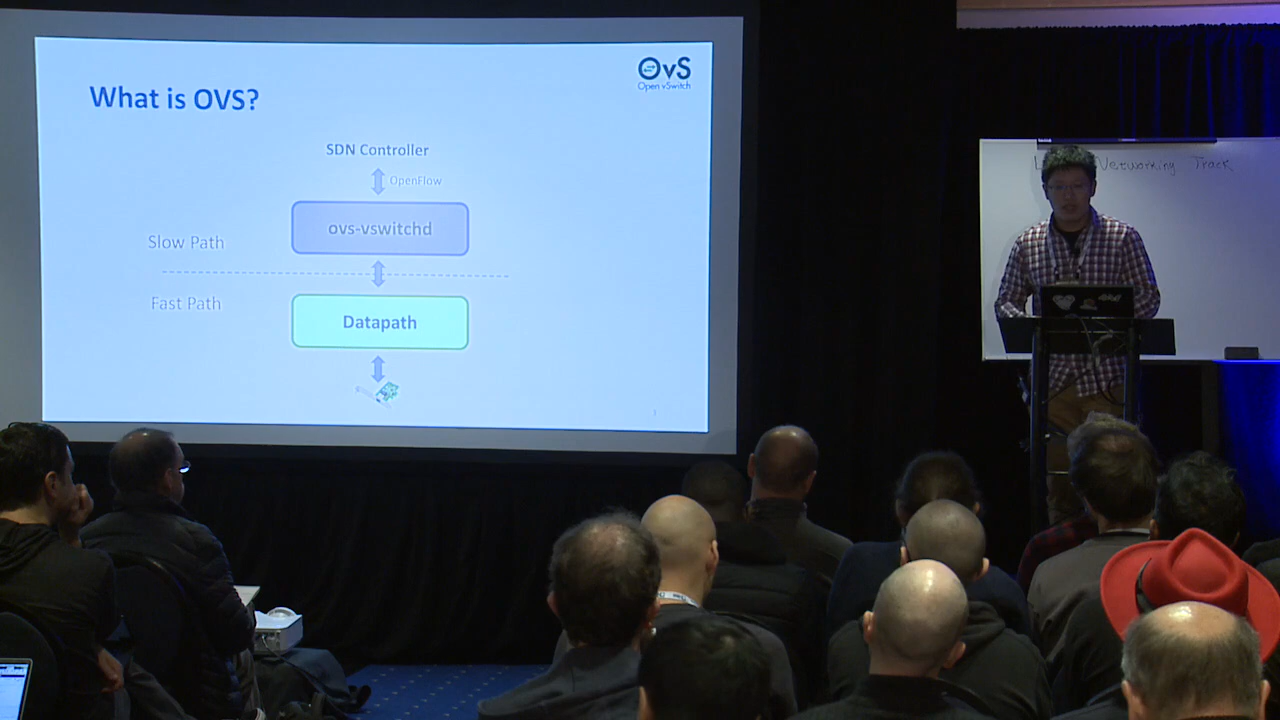 OvS
Open vSwitch
What is OVS?
SDN Controller
OpenFlow
ovs-vswitchd
Slow Path
Fast Path
Datapath
Networking Track